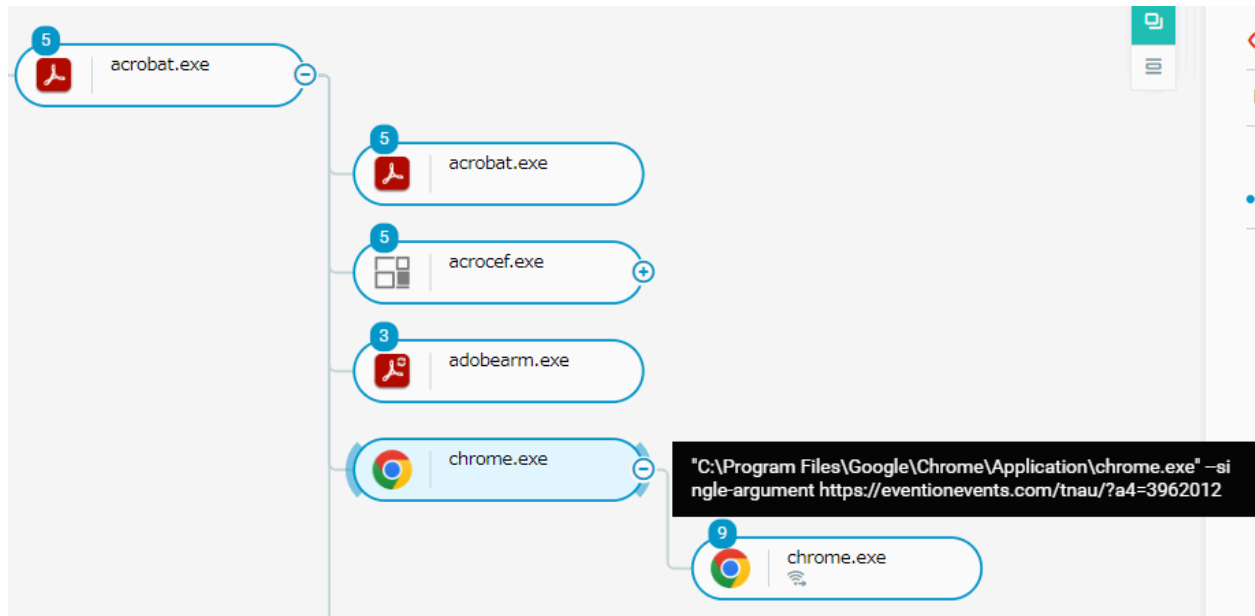 5
acrobat.exe
5
acrobat.exe
5
acrocef.exe
3
adobearm.exe
chrome.exe
"C:\Program Files\Google\Chrome\Application\chrome.exe" --si
ngle-argument https://eventionevents.com/tnau/?a4=3962012
9
chrome.exe